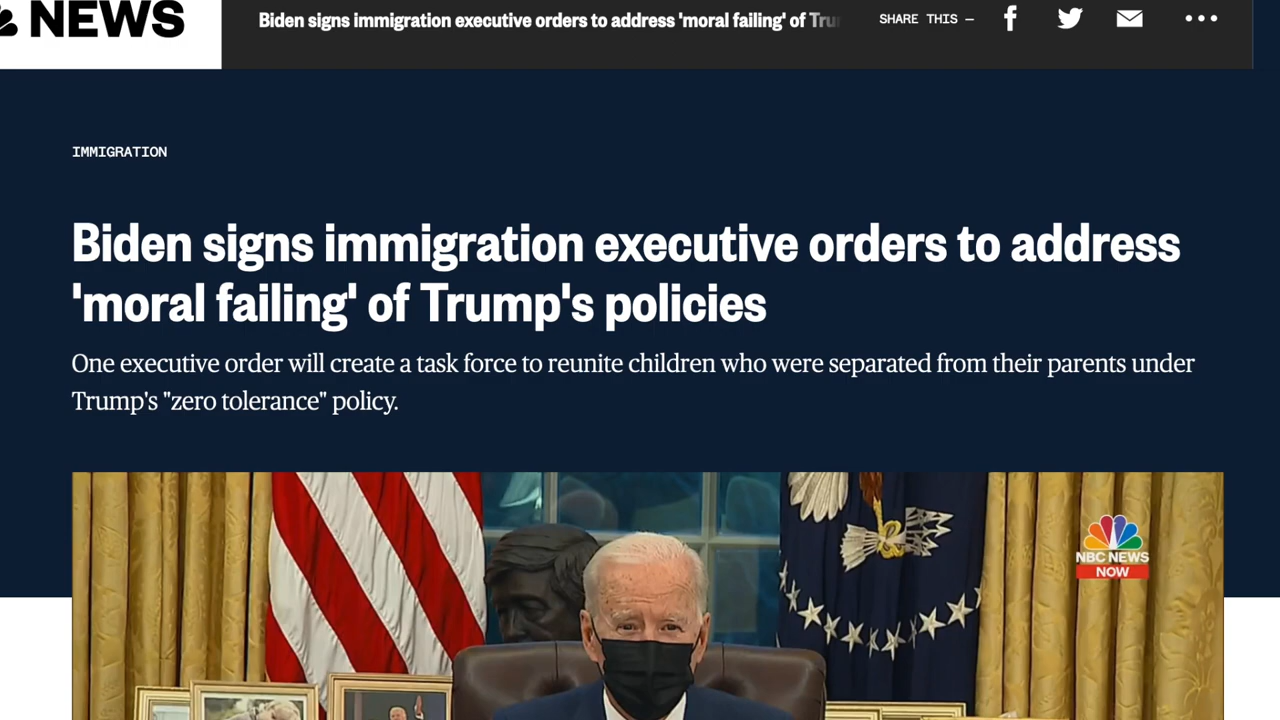 NEWS
Biden signs immigration executive orders to address 'moral failing' of Tru
SHARE THIS —
IMMIGRATION
Biden signs immigration executive orders to address
'moral failing' of Trump's policies
One executive order will create a task force to reunite children who were separated from their parents under
Trump's "zero tolerance" policy.
NBC NEWS
NOW